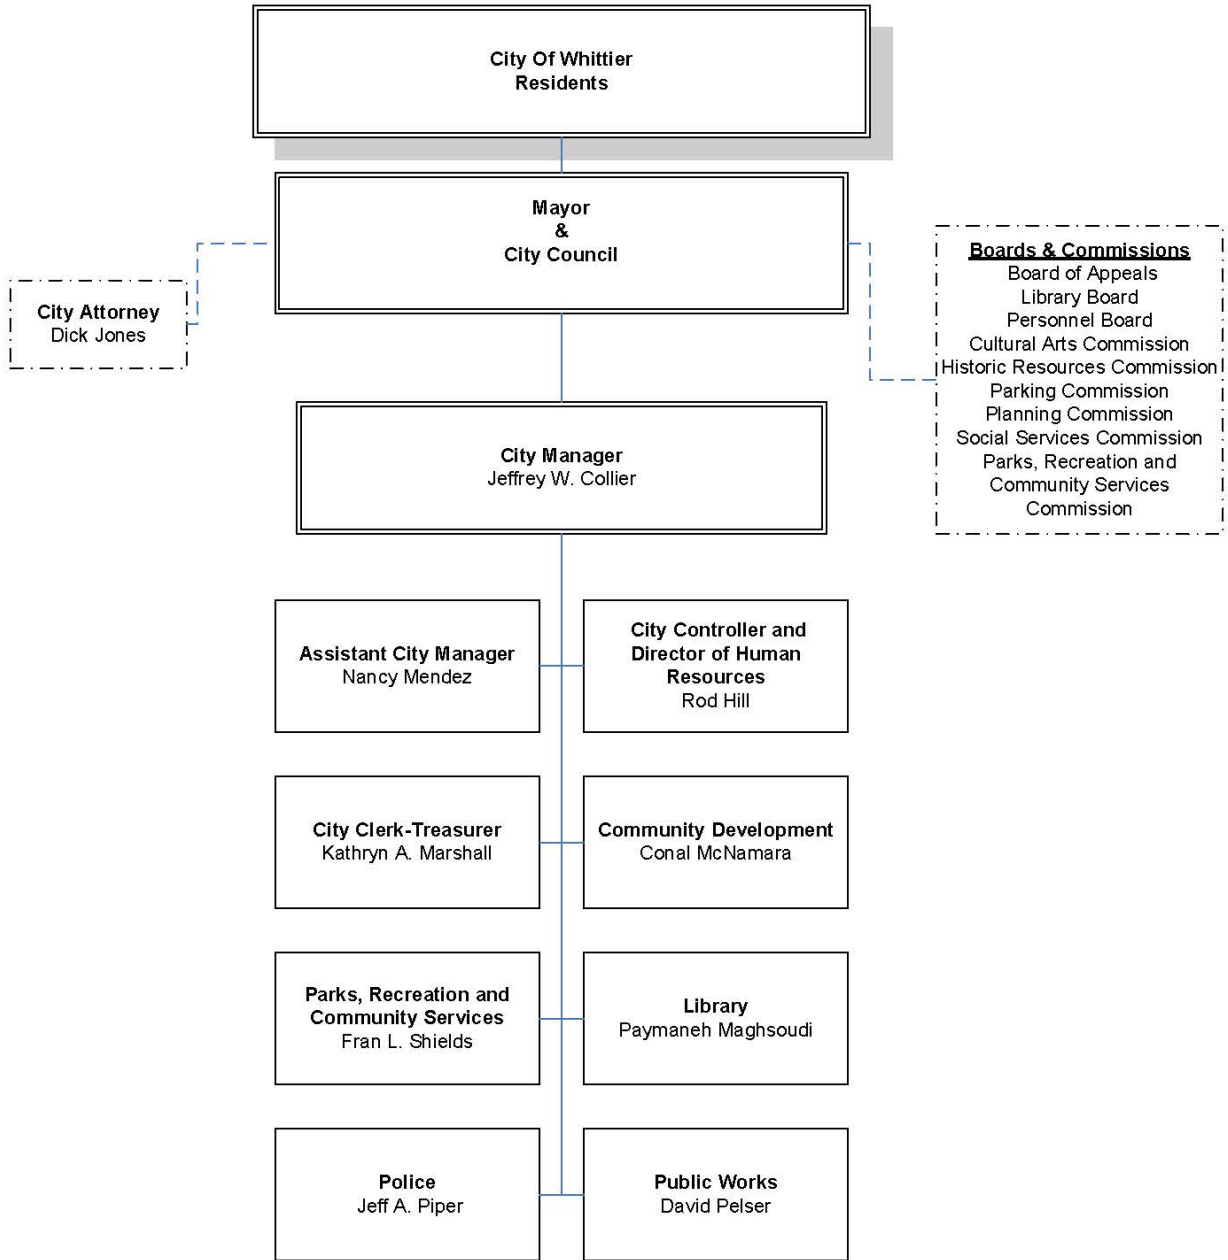 City Of Whittier
Residents
Mayor
&
City Council
City Attorney
Dick Jones
Boards & Commissions
Board of Appeals
Library Board
Personnel Board
Cultural Arts Commission
Historic Resources Commission
Parking Commission
Planning Commission
Social Services Commission
Parks, Recreation and
Community Services
Commission
City Manager
Jeffrey W. Collier
Assistant City Manager
Nancy Mendez
City Controller and
Director of Human
Resources
Rod Hill
City Clerk-Treasurer
Kathryn A. Marshall
Community Development
Conal McNamara
Parks, Recreation and
Community Services
Fran L. Shields
Library
Paymaneh Maghsoudi
Police
Jeff A. Piper
Public Works
David Pelser